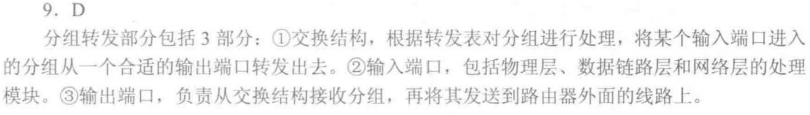 9．D
分组转发部分包括 3 部分：①交换结构，根据转发表对分组进行处理，将某个输入端口进入
的分组从一个合适的输出端口转发出去。②输入端口，包括物理层、数据链路层和网络层的处理
模块。③输出端口，负责从交换结构接收分组，再将其发送到路由器外面的线路上。